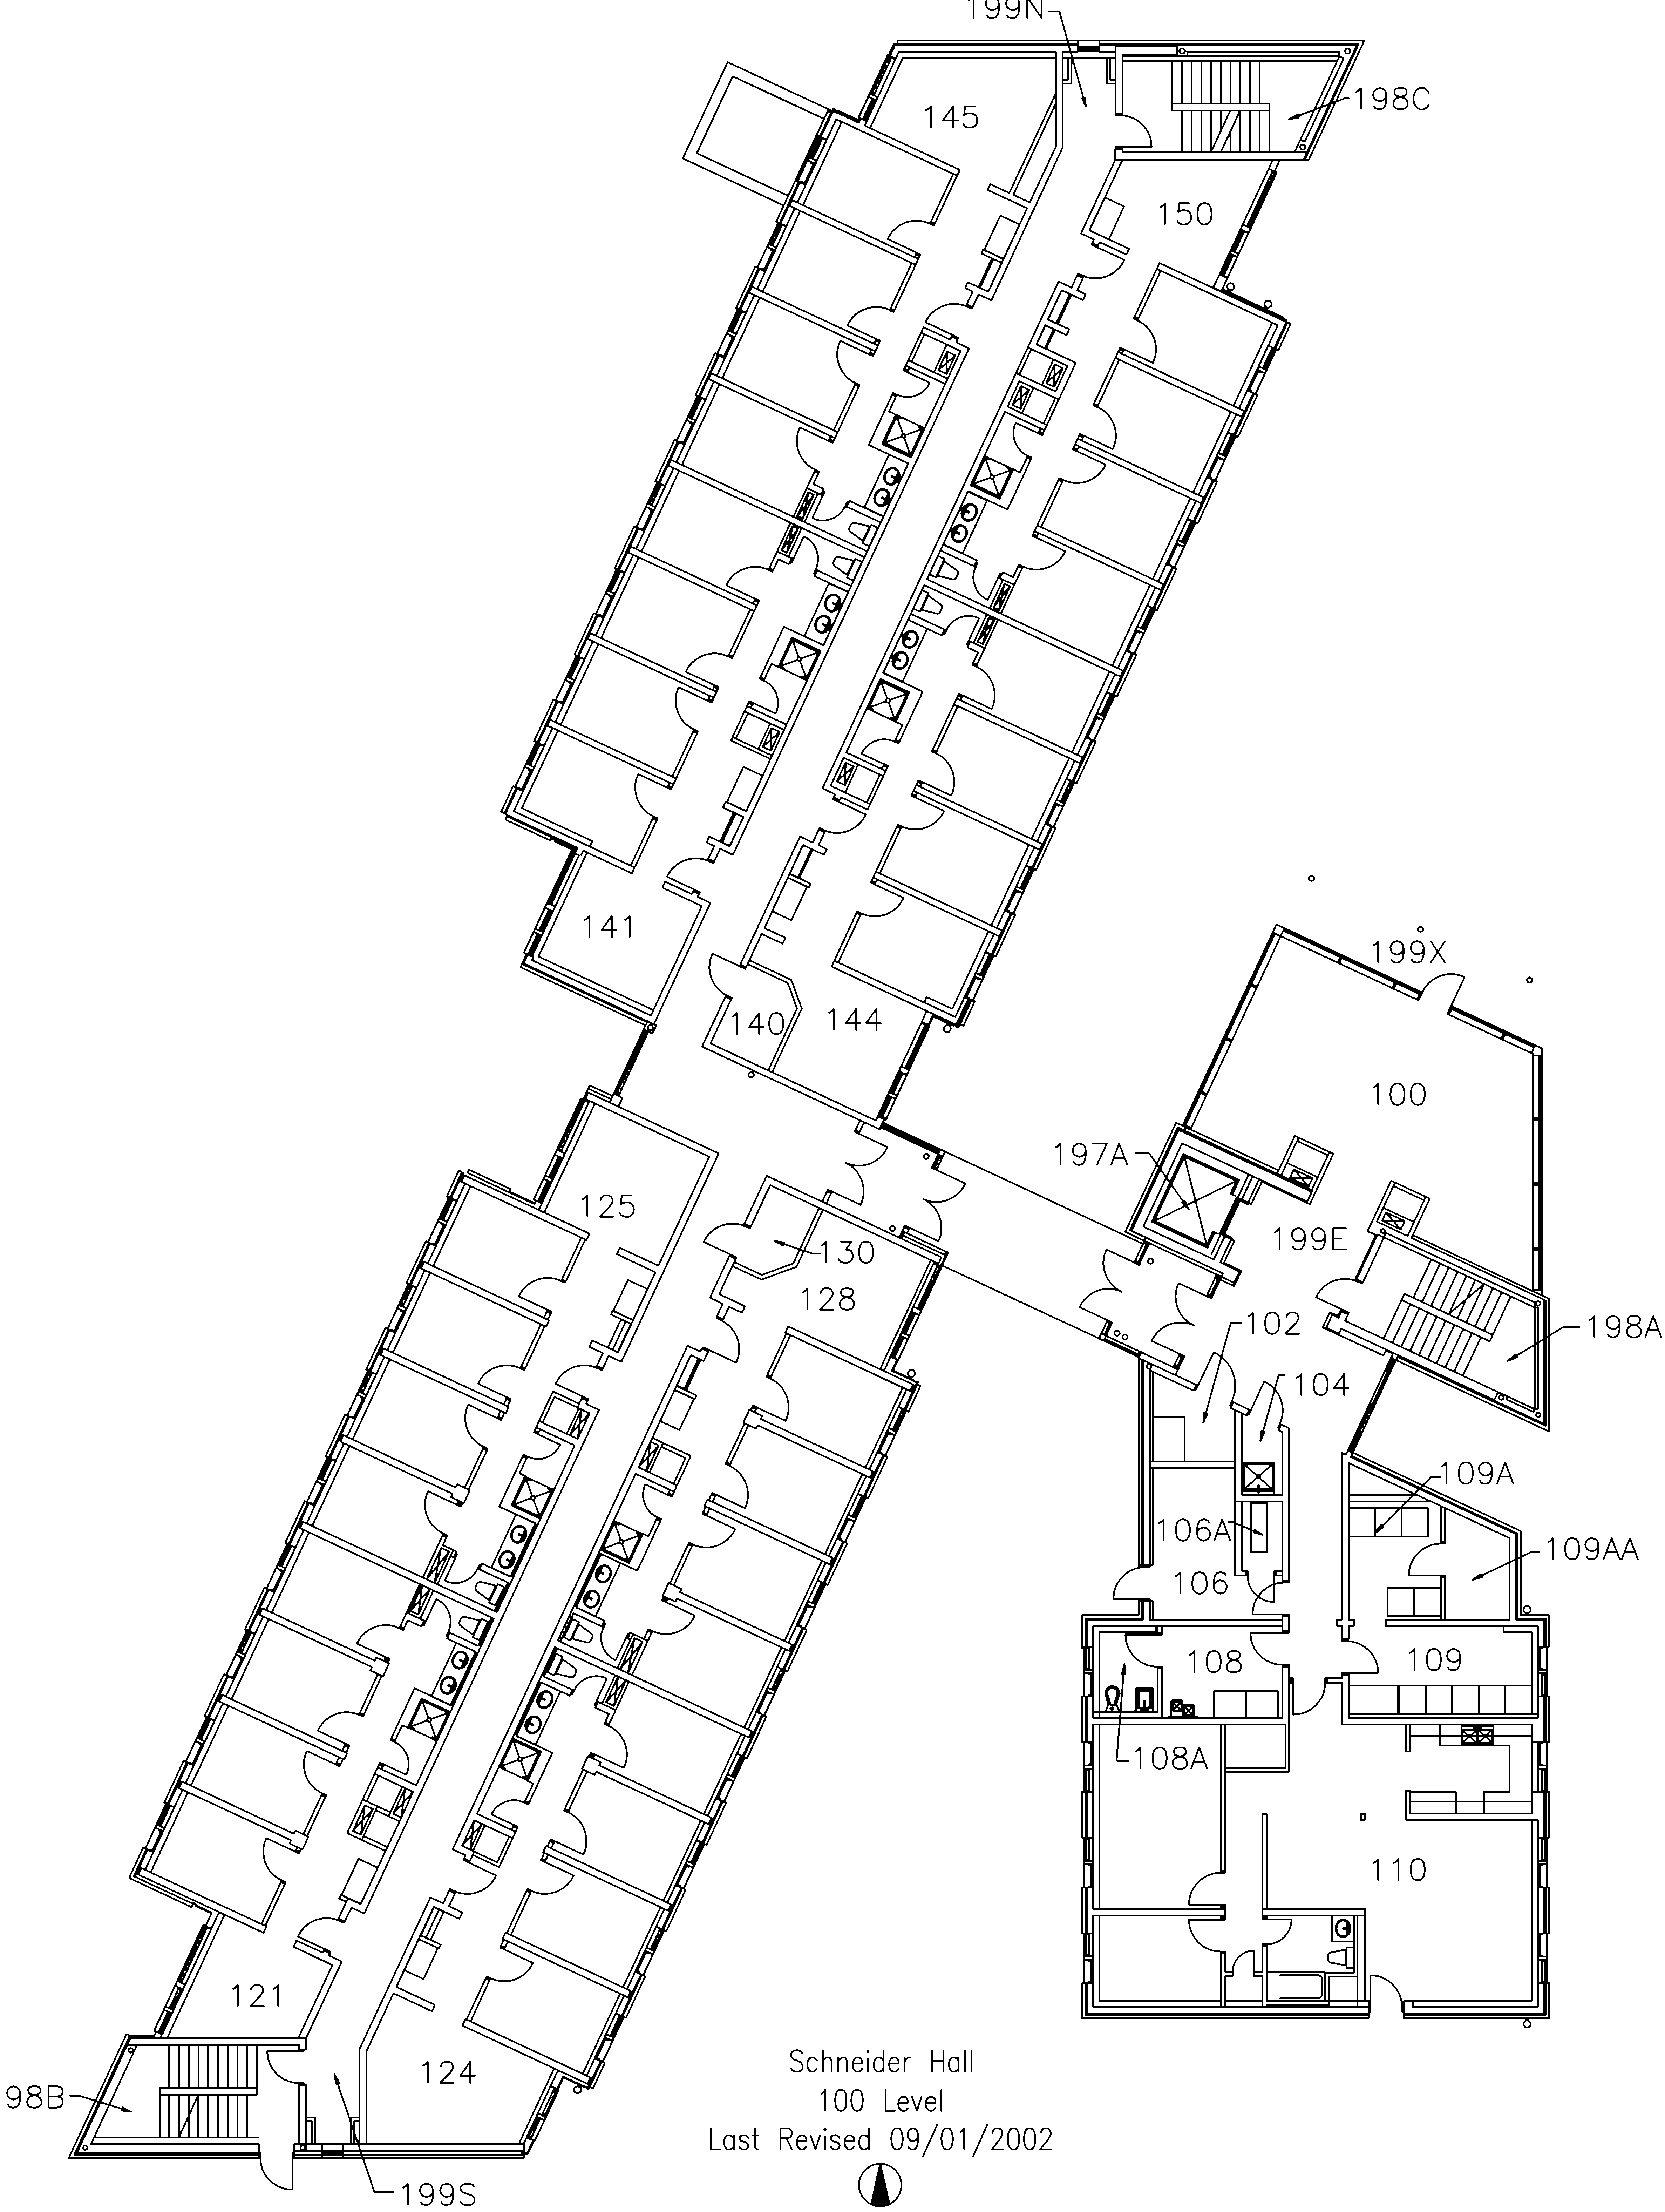 199N
145
198C
150
141
199X
140
144
100
197A
125
199E
130
128
198A
102
104
109A
106A
109AA
106
108
109
108A
110
121
124
98B
199S
Schneider Hall
100 Level
Last Revised 09/01/2002